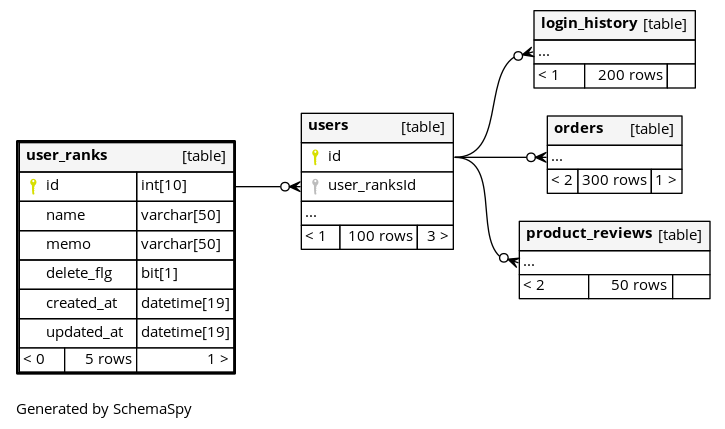 user_ranks [table]
id int[10]
name varchar[50]
memo varchar[50]
delete_flg bit[1]
created_at datetime[19]
updated_at datetime[19]
< 0 5 rows 1 >
users [table]
id
user_ranksId
...
< 1 100 rows 3 >
login_history [table]
...
< 1 200 rows
orders [table]
...
< 2 300 rows 1 >
product_reviews [table]
...
< 2 50 rows
Generated by SchemaSpy